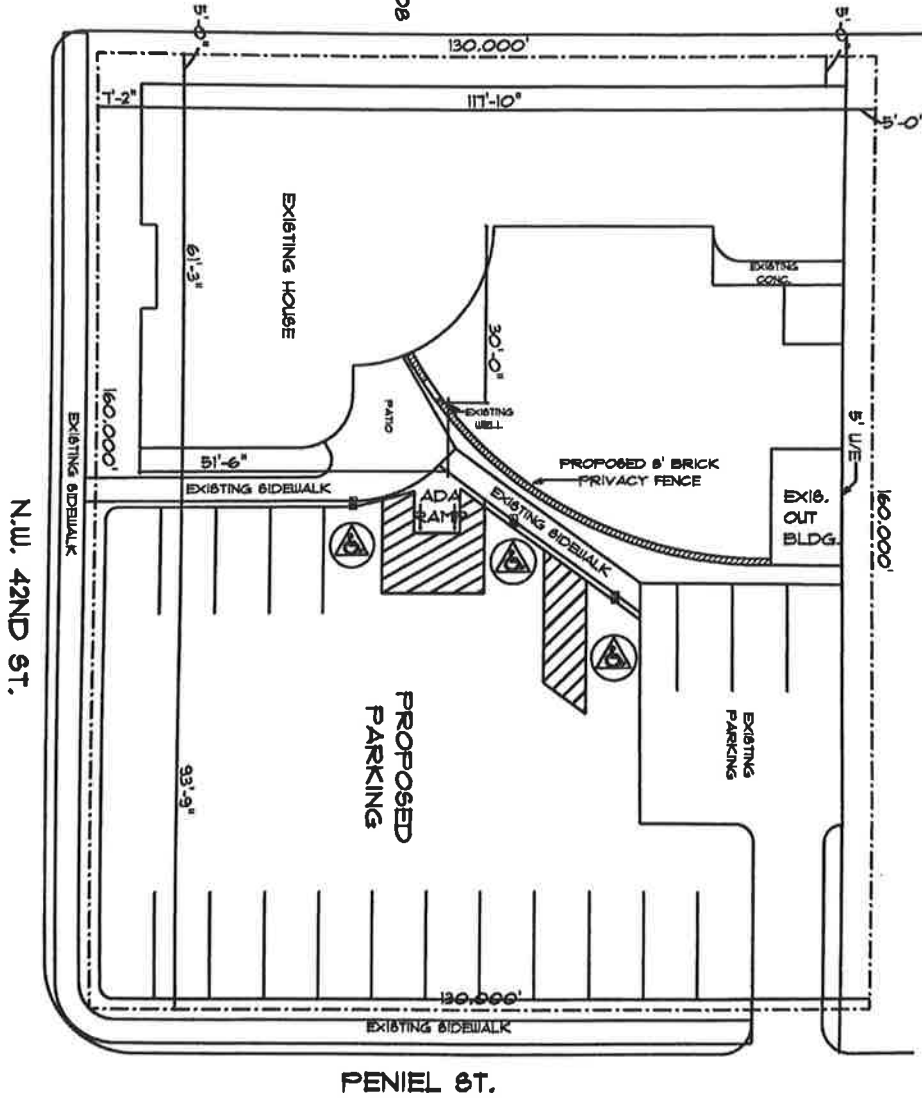 08
5'-0"
5'-0"
130.000'
7'-2"
117'-10"
5'-0"
EXISTING HOUSE
61'-3"
EXISTING
CONC.
30'-0"
160.000'
PATIO
EXISTING
WELL
5' U/E
160.000'
51'-6"
PROPOSED 8' BRICK
PRIVACY FENCE
EXISTING SIDEWALK
EXISTING SIDEWALK
ADA
RAMP
EXISTING SIDEWALK
EXIS.
OUT
BLDG.
N.W. 42ND ST.
PROPOSED
PARKING
EXISTING
PARKING
93'-9"
130.000'
EXISTING SIDEWALK
PENIEL ST.